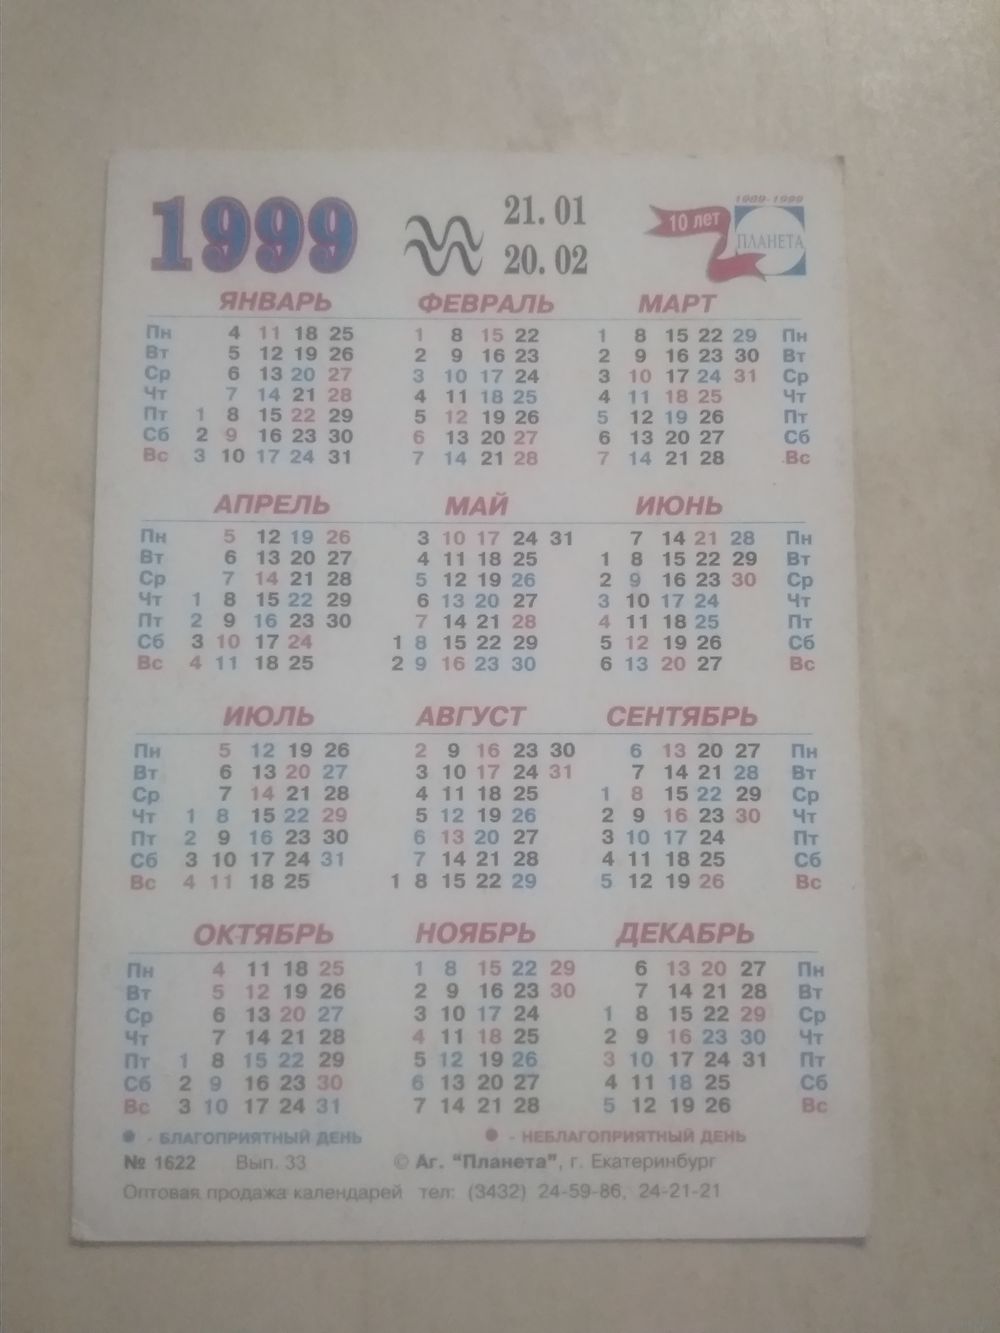 1999 21.01 10 лет 1989-1999
20.02 ПЛАНЕТА
ЯНВАРЬ ФЕВРАЛЬ МАРТ
Пн 4 11 18 25 1 8 15 22 1 8 15 22 29 Пн
Вт 5 12 19 26 2 9 16 23 2 9 16 23 30 Вт
Ср 6 13 20 27 3 10 17 24 3 10 17 24 31 Ср
Чт 7 14 21 28 4 11 18 25 4 11 18 25 Чт
Пт 1 8 15 22 29 5 12 19 26 5 12 19 26 Пт
Сб 2 9 16 23 30 6 13 20 27 6 13 20 27 Сб
Вс 3 10 17 24 31 7 14 21 28 7 14 21 28 Вс
АПРЕЛЬ МАЙ ИЮНЬ
Пн 5 12 19 26 3 10 17 24 31 7 14 21 28 Пн
Вт 6 13 20 27 4 11 18 25 1 8 15 22 29 Вт
Ср 7 14 21 28 5 12 19 26 2 9 16 23 30 Ср
Чт 1 8 15 22 29 6 13 20 27 3 10 17 24 Чт
Пт 2 9 16 23 30 7 14 21 28 4 11 18 25 Пт
Сб 3 10 17 24 1 8 15 22 29 5 12 19 26 Сб
Вс 4 11 18 25 2 9 16 23 30 6 13 20 27 Вс
ИЮЛЬ АВГУСТ СЕНТЯБРЬ
Пн 5 12 19 26 2 9 16 23 30 6 13 20 27 Пн
Вт 6 13 20 27 3 10 17 24 31 7 14 21 28 Вт
Ср 7 14 21 28 4 11 18 25 1 8 15 22 29 Ср
Чт 1 8 15 22 29 5 12 19 26 2 9 16 23 30 Чт
Пт 2 9 16 23 30 6 13 20 27 3 10 17 24 Пт
Сб 3 10 17 24 31 7 14 21 28 4 11 18 25 Сб
Вс 4 11 18 25 1 8 15 22 29 5 12 19 26 Вс
ОКТЯБРЬ НОЯБРЬ ДЕКАБРЬ
Пн 4 11 18 25 1 8 15 22 29 6 13 20 27 Пн
Вт 5 12 19 26 2 9 16 23 30 7 14 21 28 Вт
Ср 6 13 20 27 3 10 17 24 1 8 15 22 29 Ср
Чт 7 14 21 28 4 11 18 25 2 9 16 23 30 Чт
Пт 1 8 15 22 29 5 12 19 26 3 10 17 24 31 Пт
Сб 2 9 16 23 30 6 13 20 27 4 11 18 25 Сб
Вс 3 10 17 24 31 7 14 21 28 5 12 19 26 Вс
- БЛАГОПРИЯТНЫЙ ДЕНЬ - НЕБЛАГОПРИЯТНЫЙ ДЕНЬ
№ 1622 Вып. 33 © Аг. "Планета", г. Екатеринбург
Оптовая продажа календарей тел: (3432) 24-59-86, 24-21-21